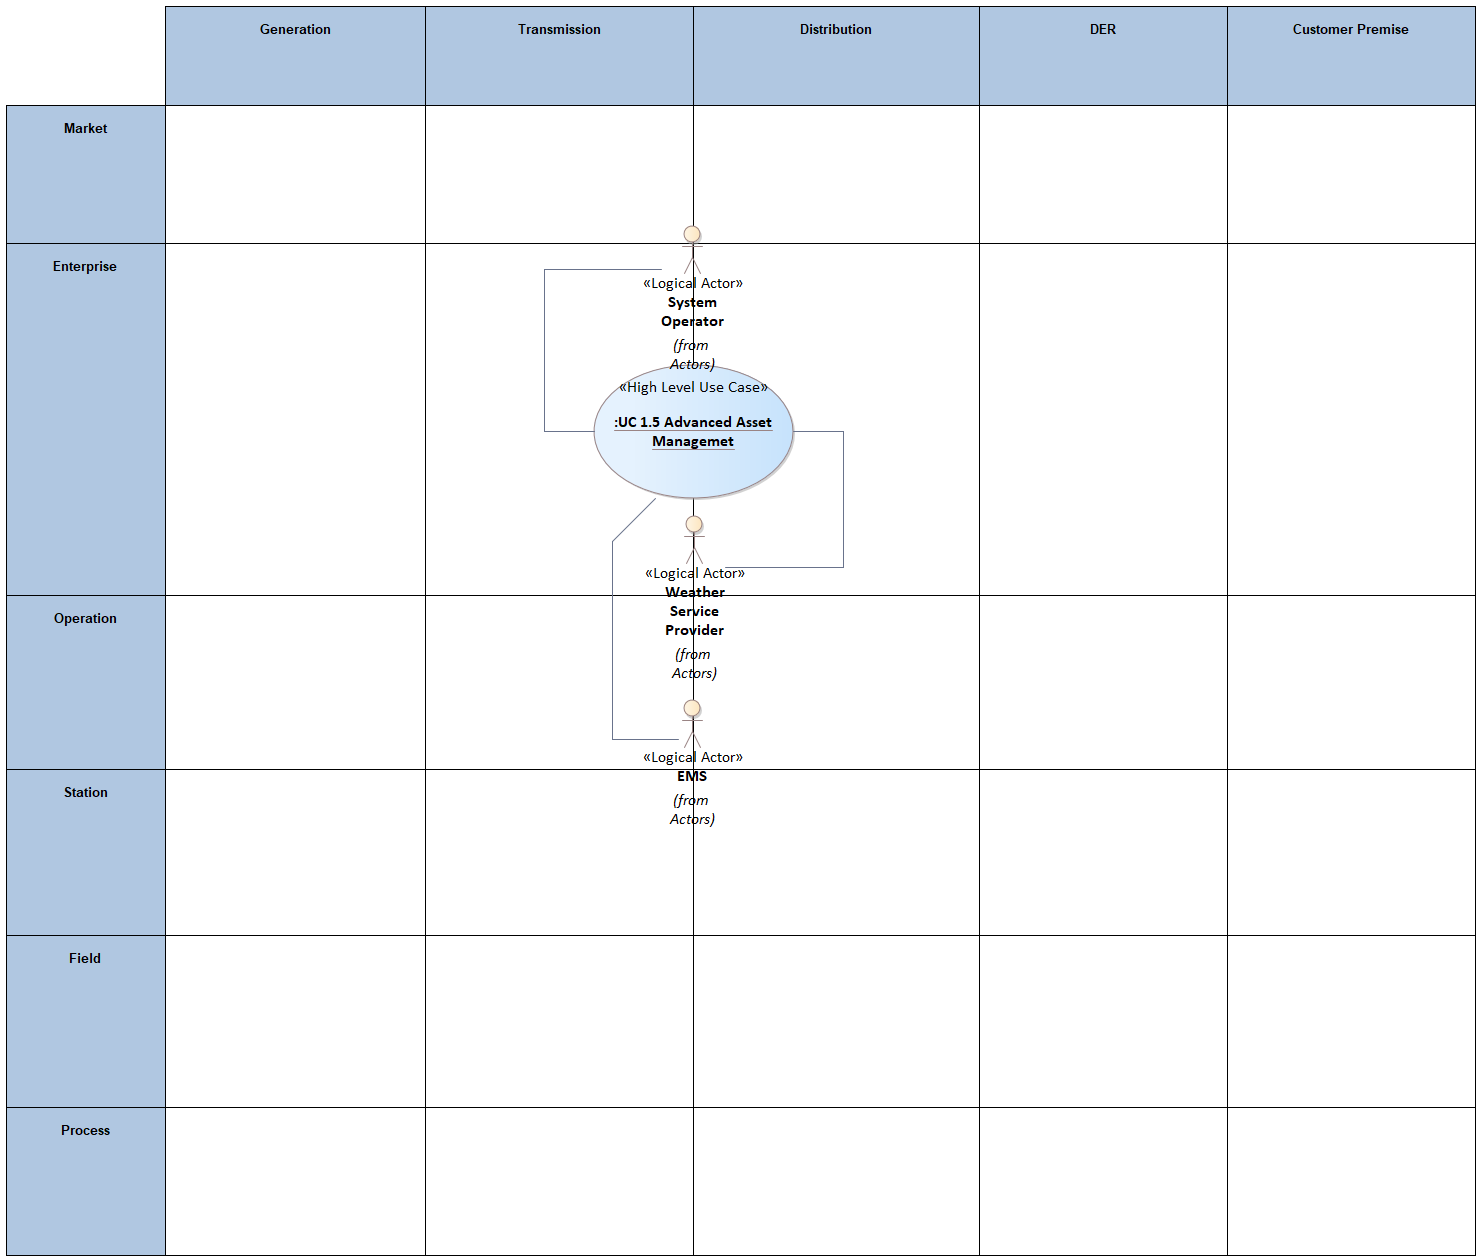 Generation
Transmission
Distribution
DER
Customer Premise
Market
Enterprise
«Logical Actor»
System
Operator
(from
Actors)
«High Level Use Case»
:UC 1.5 Advanced Asset
Managemet
«Logical Actor»
Weather
Service
Provider
(from
Actors)
Operation
«Logical Actor»
EMS
(from
Actors)
Station
Field
Process